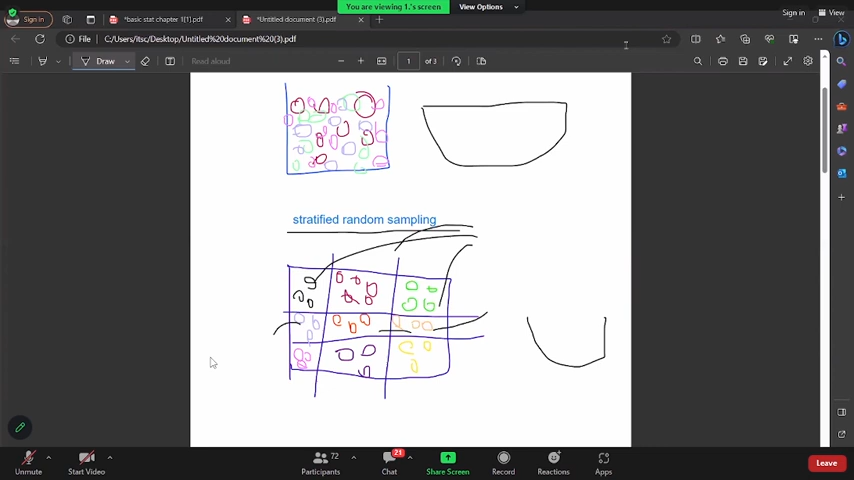 You are viewing 1.'s screen
View Options
Sign in
*basic stat chapter 1[1].pdf
*Untitled document (3).pdf
Sign in
View
File
C:/Users/itsc/Desktop/Untitled%20document%20(3).pdf
Draw
Read aloud
1
of 3
stratified random sampling
72
21
Unmute
Start Video
Participants
Chat
Share Screen
Record
Reactions
Apps
Leave